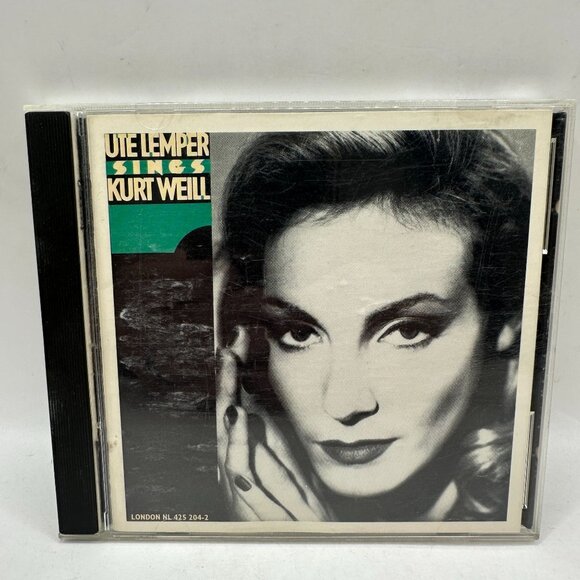 UTE LEMPER
SINGS
KURT WEILL
LONDON NL 425 204-2